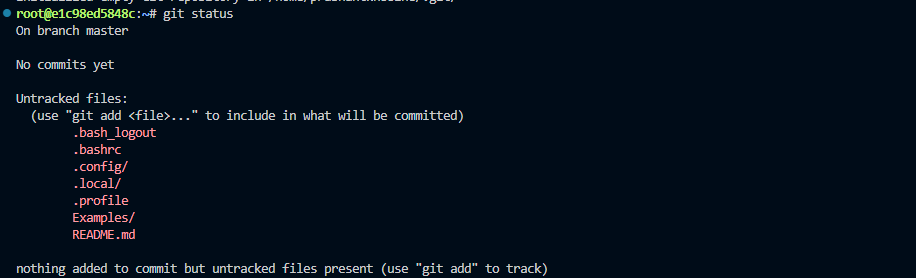 root@e1c98ed5848c:~# git status
On branch master
No commits yet
Untracked files:
(use "git add <file>..." to include in what will be committed)
.bash_logout
.bashrc
.config/
.local/
.profile
Examples/
README.md
nothing added to commit but untracked files present (use "git add" to track)